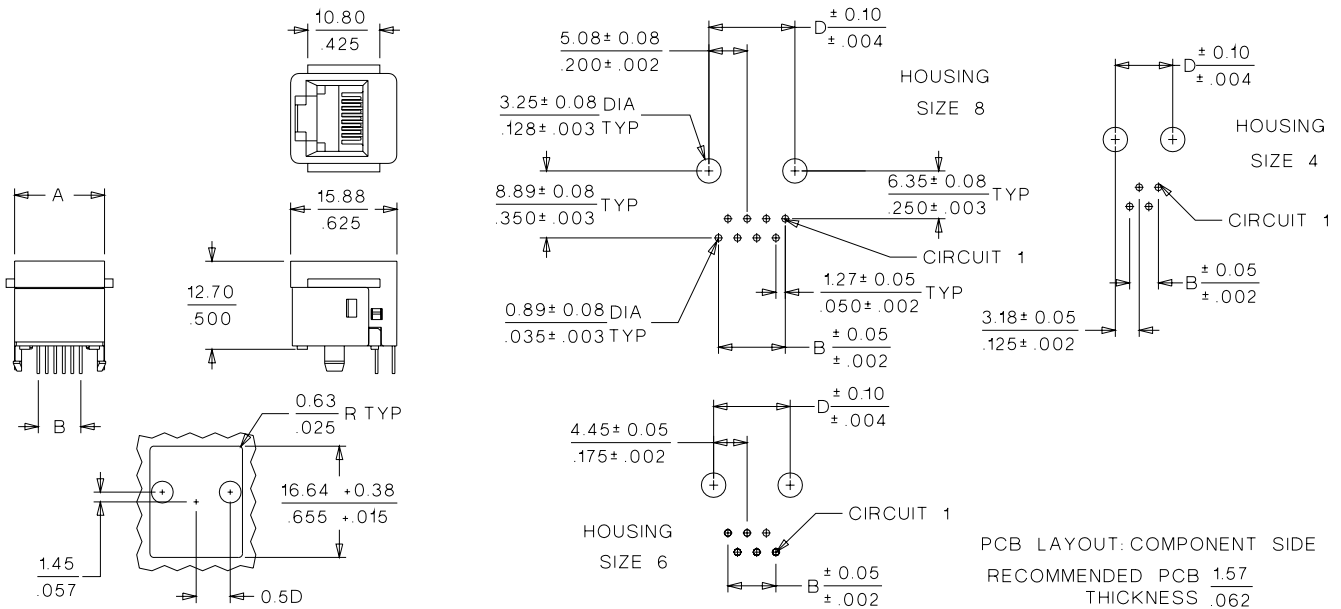 10.80
.425
A
15.88
.625
12.70
.500
B
0.63
.025
R TYP
16.64 +0.38
.655 +.015
1.45
.057
0.5D
D ± 0.10
± .004
5.08± 0.08
.200± .002
HOUSING
SIZE 8
3.25± 0.08 DIA
.128± .003 TYP
8.89± 0.08
.350± .003
TYP
6.35± 0.08
.250± .003
TYP
CIRCUIT 1
1.27± 0.05
.050± .002
TYP
0.89± 0.08 DIA
.035± .003 TYP
B ± 0.05
± .002
D ± 0.10
± .004
HOUSING
SIZE 4
CIRCUIT 1
B ± 0.05
± .002
3.18± 0.05
.125± .002
D ± 0.10
± .004
4.45± 0.05
.175± .002
CIRCUIT 1
HOUSING
SIZE 6
B ± 0.05
± .002
PCB LAYOUT: COMPONENT SIDE
RECOMMENDED PCB 1.57
THICKNESS .062